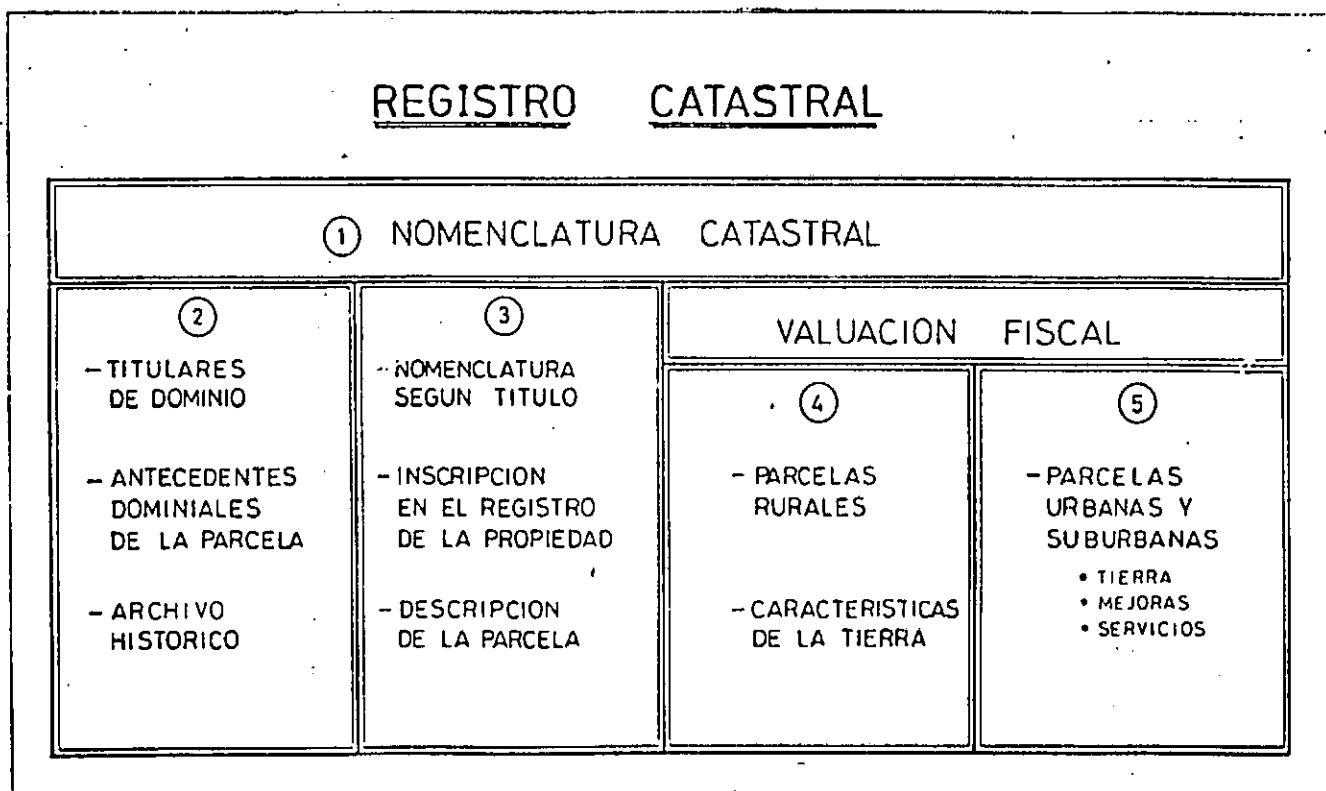 REGISTRO CATASTRAL
① NOMENCLATURA CATASTRAL
②
– TITULARES
DE DOMINIO
– ANTECEDENTES
DOMINIALES
DE LA PARCELA
– ARCHIVO
HISTORICO
③
– NOMENCLATURA
SEGUN TITULO
– INSCRIPCION
EN EL REGISTRO
DE LA PROPIEDAD
– DESCRIPCION
DE LA PARCELA
VALUACION FISCAL
④
– PARCELAS
RURALES
– CARACTERISTICAS
DE LA TIERRA
⑤
– PARCELAS
URBANAS Y
SUBURBANAS
• TIERRA
• MEJORAS
• SERVICIOS